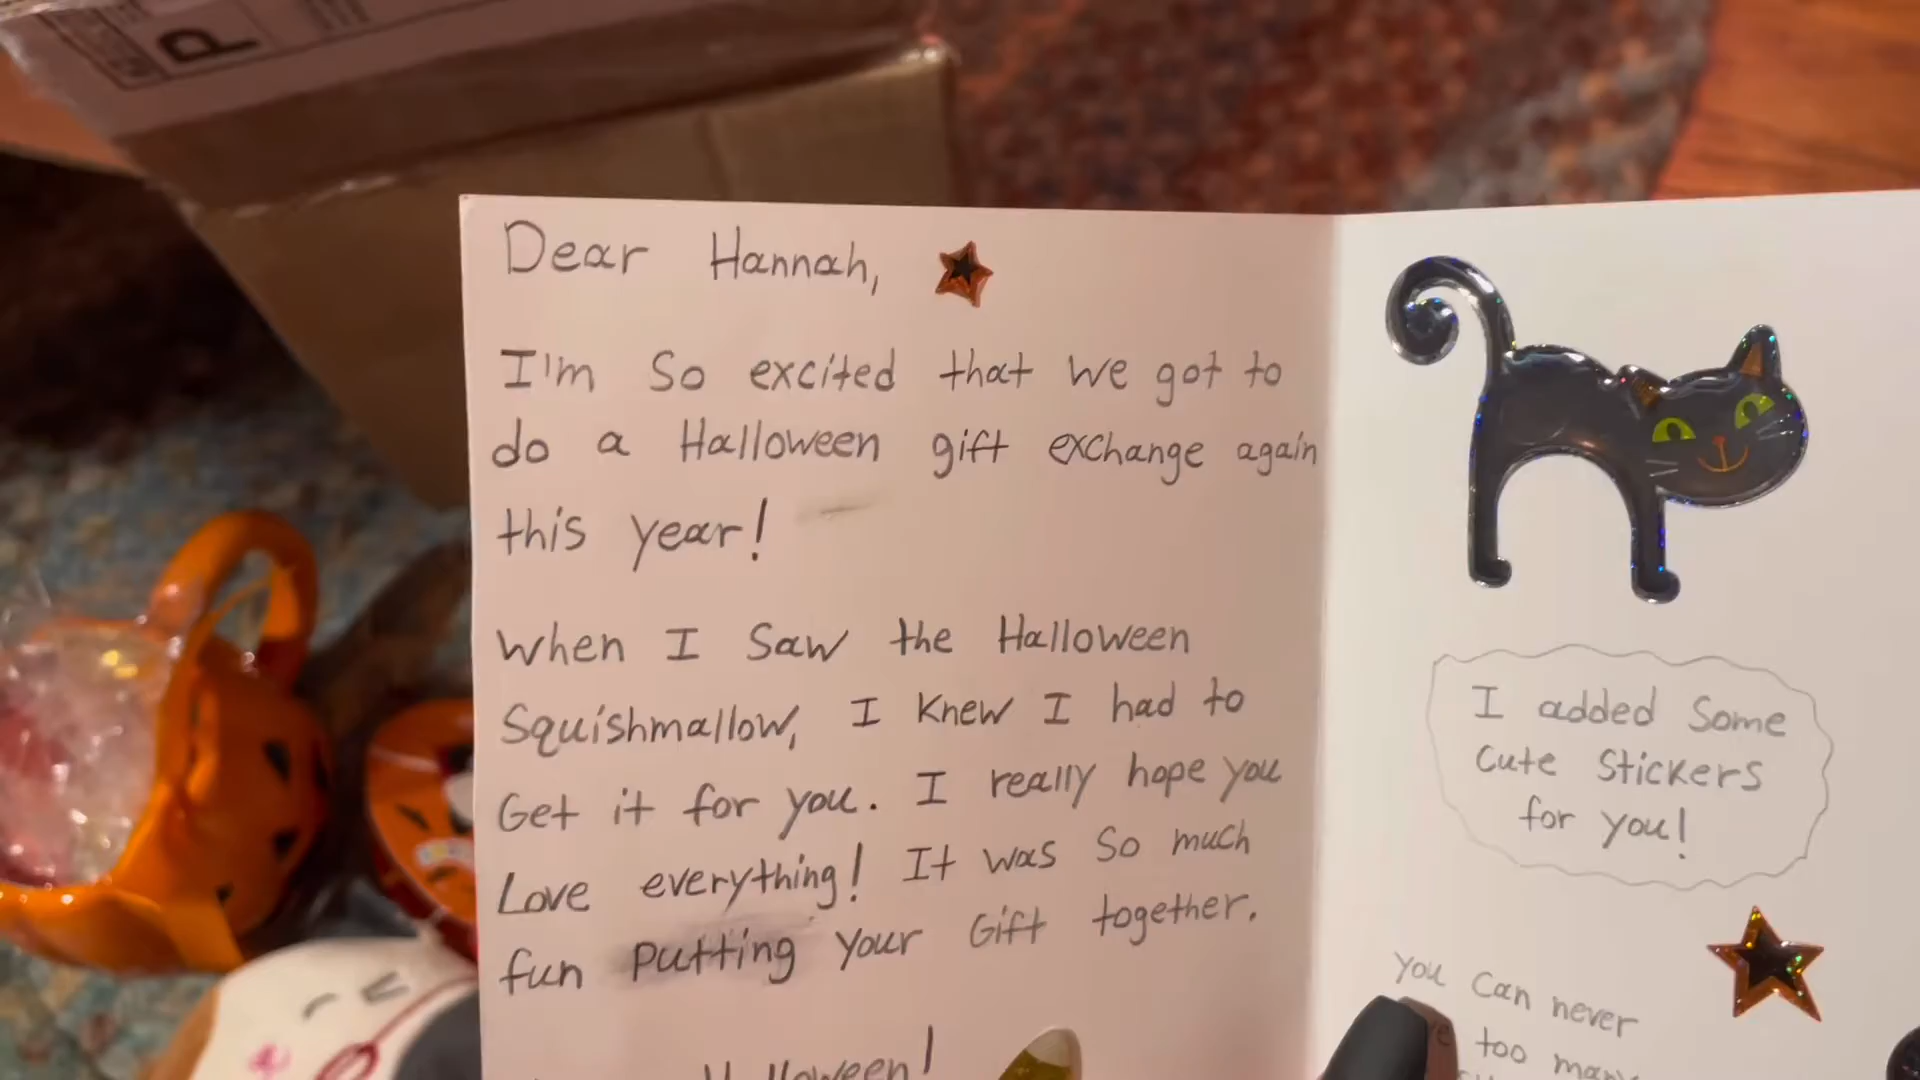 P
Dear Hannah,
I'm So excited that we got to
do a Halloween gift exchange again
this year!
When I Saw the Halloween
Squishmallow, I Knew I had to
Get it for you. I really hope you
Love everything! It was So much
fun Putting your Gift together.
Halloween!
I added Some
Cute Stickers
for you!
you Can never
too many